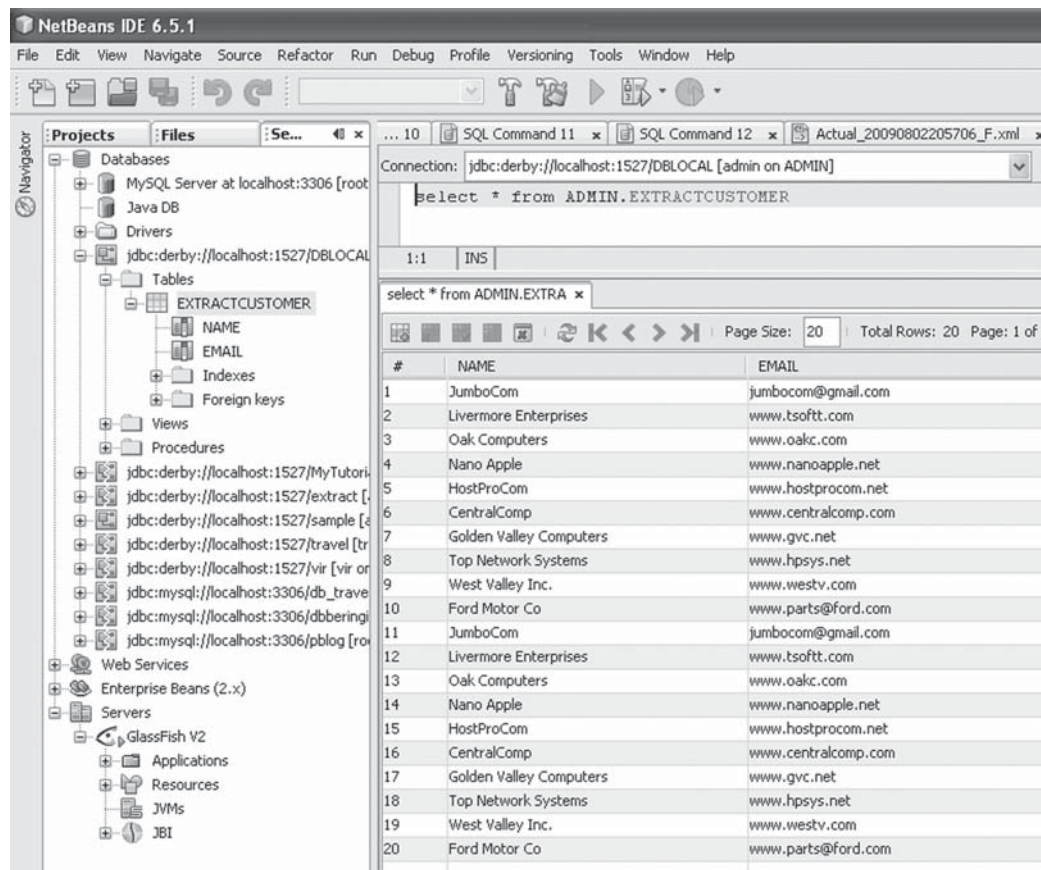 NetBeans IDE 6.5.1
File Edit View Navigate Source Refactor Run Debug Profile Versioning Tools Window Help
Navigator
Projects Files Se...
Databases
MySQL Server at localhost:3306 [root
Java DB
Drivers
jdbc:derby://localhost:1527/DBLOCAL
Tables
EXTRACTCUSTOMER
NAME
EMAIL
Indexes
Foreign keys
Views
Procedures
jdbc:derby://localhost:1527/MyTutori
jdbc:derby://localhost:1527/extract [
jdbc:derby://localhost:1527/sample [a
jdbc:derby://localhost:1527/travel [tr
jdbc:derby://localhost:1527/vir [vir or
jdbc:mysql://localhost:3306/db_trave
jdbc:mysql://localhost:3306/dbberingi
jdbc:mysql://localhost:3306/pblog [ro
Web Services
Enterprise Beans (2.x)
Servers
GlassFish V2
Applications
Resources
JVMs
JBI
... 10 SQL Command 11 SQL Command 12 Actual_20090802205706_F.xml
Connection: jdbc:derby://localhost:1527/DBLOCAL [admin on ADMIN]
select * from ADMIN.EXTRACTCUSTOMER
1:1 INS
select * from ADMIN.EXTRA
Page Size: 20 Total Rows: 20 Page: 1 of
# NAME EMAIL
1 JumboCom jumbocom@gmail.com
2 Livermore Enterprises www.tsoftt.com
3 Oak Computers www.oakc.com
4 Nano Apple www.nanoapple.net
5 HostProCom www.hostprocom.net
6 CentralComp www.centralcomp.com
7 Golden Valley Computers www.gvc.net
8 Top Network Systems www.hpsys.net
9 West Valley Inc. www.westv.com
10 Ford Motor Co www.parts@ford.com
11 JumboCom jumbocom@gmail.com
12 Livermore Enterprises www.tsoftt.com
13 Oak Computers www.oakc.com
14 Nano Apple www.nanoapple.net
15 HostProCom www.hostprocom.net
16 CentralComp www.centralcomp.com
17 Golden Valley Computers www.gvc.net
18 Top Network Systems www.hpsys.net
19 West Valley Inc. www.westv.com
20 Ford Motor Co www.parts@ford.com